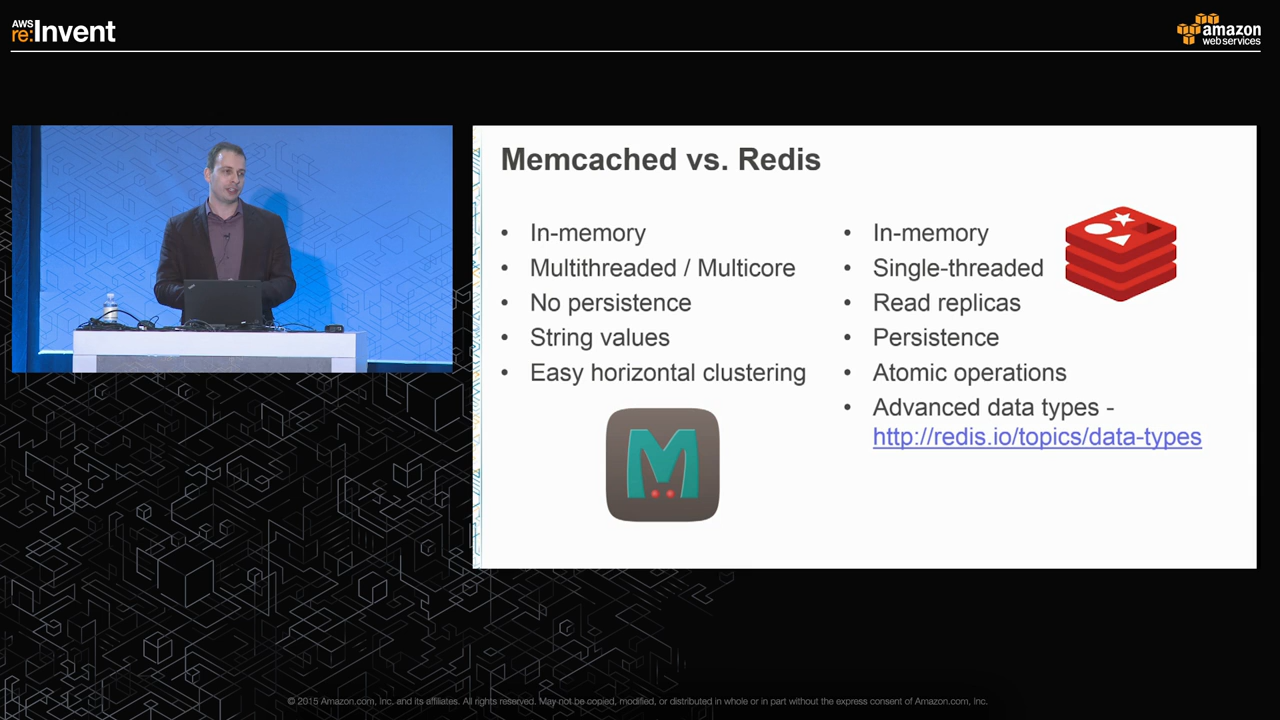 AWS
re:Invent
amazon
web services
Memcached vs. Redis
• In-memory
• Multithreaded / Multicore
• No persistence
• String values
• Easy horizontal clustering
M
• In-memory
• Single-threaded
• Read replicas
• Persistence
• Atomic operations
• Advanced data types -
http://redis.io/topics/data-types
© 2015 Amazon.com, Inc. and its affiliates. All rights reserved. May not be copied, modified, or distributed in whole or in part without the express consent of Amazon.com, Inc.